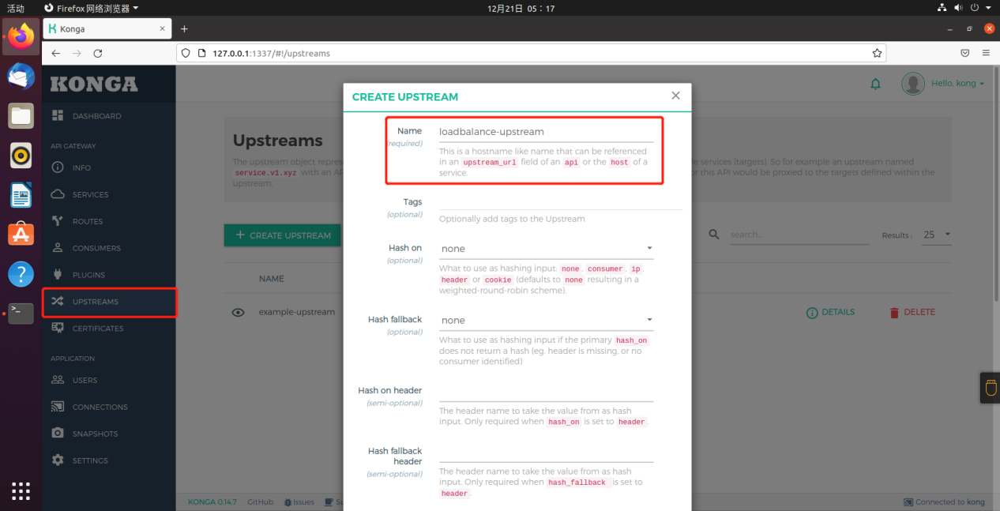 活动
Firefox 网络浏览器
12月21日 05：17
Konga
127.0.0.1:1337/#!/upstreams
KONGA
DASHBOARD
API GATEWAY
INFO
SERVICES
ROUTES
CONSUMERS
PLUGINS
UPSTREAMS
CERTIFICATES
APPLICATION
USERS
CONNECTIONS
SNAPSHOTS
SETTINGS
Hello, kong
Upstreams
The upstream object repre
le services (targets). So for example an upstream named
service.v1.xyz with an AP
or this API would be proxied to the targets defined within the
upstream.
+ CREATE UPSTREAM
search...
Results :
25
NAME
example-upstream
DETAILS
DELETE
CREATE UPSTREAM
Name
(required)
loadbalance-upstream
This is a hostname like name that can be referenced
in an upstream_url field of an api or the host of a
service.
Tags
(optional)
Optionally add tags to the Upstream
Hash on
(optional)
none
What to use as hashing input: none, consumer, ip,
header or cookie (defaults to none resulting in a
weighted-round-robin scheme).
Hash fallback
(optional)
none
What to use as hashing input if the primary hash_on
does not return a hash (eg. header is missing, or no
consumer identified)
Hash on header
(semi-optional)
The header name to take the value from as hash
input. Only required when hash_on is set to header.
Hash fallback
header
(semi-optional)
The header name to take the value from as hash
input. Only required when hash_fallback is set to
header.
KONGA 0.14.7
GitHub
Issues
Su
Connected to kong